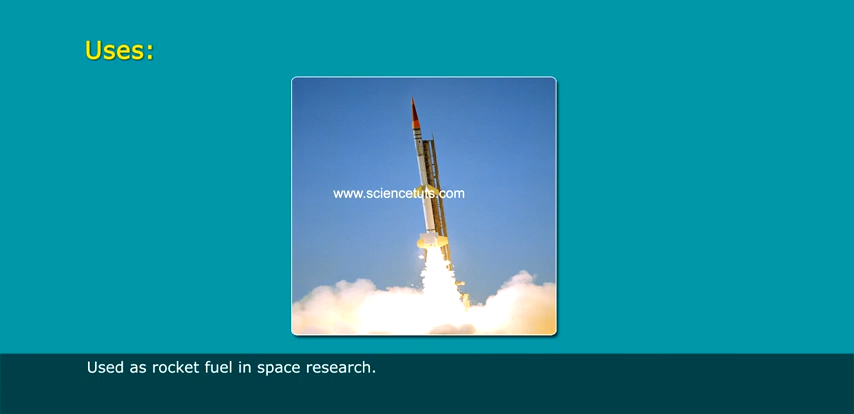 Uses:
www.sciencetuts.com
Used as rocket fuel in space research.